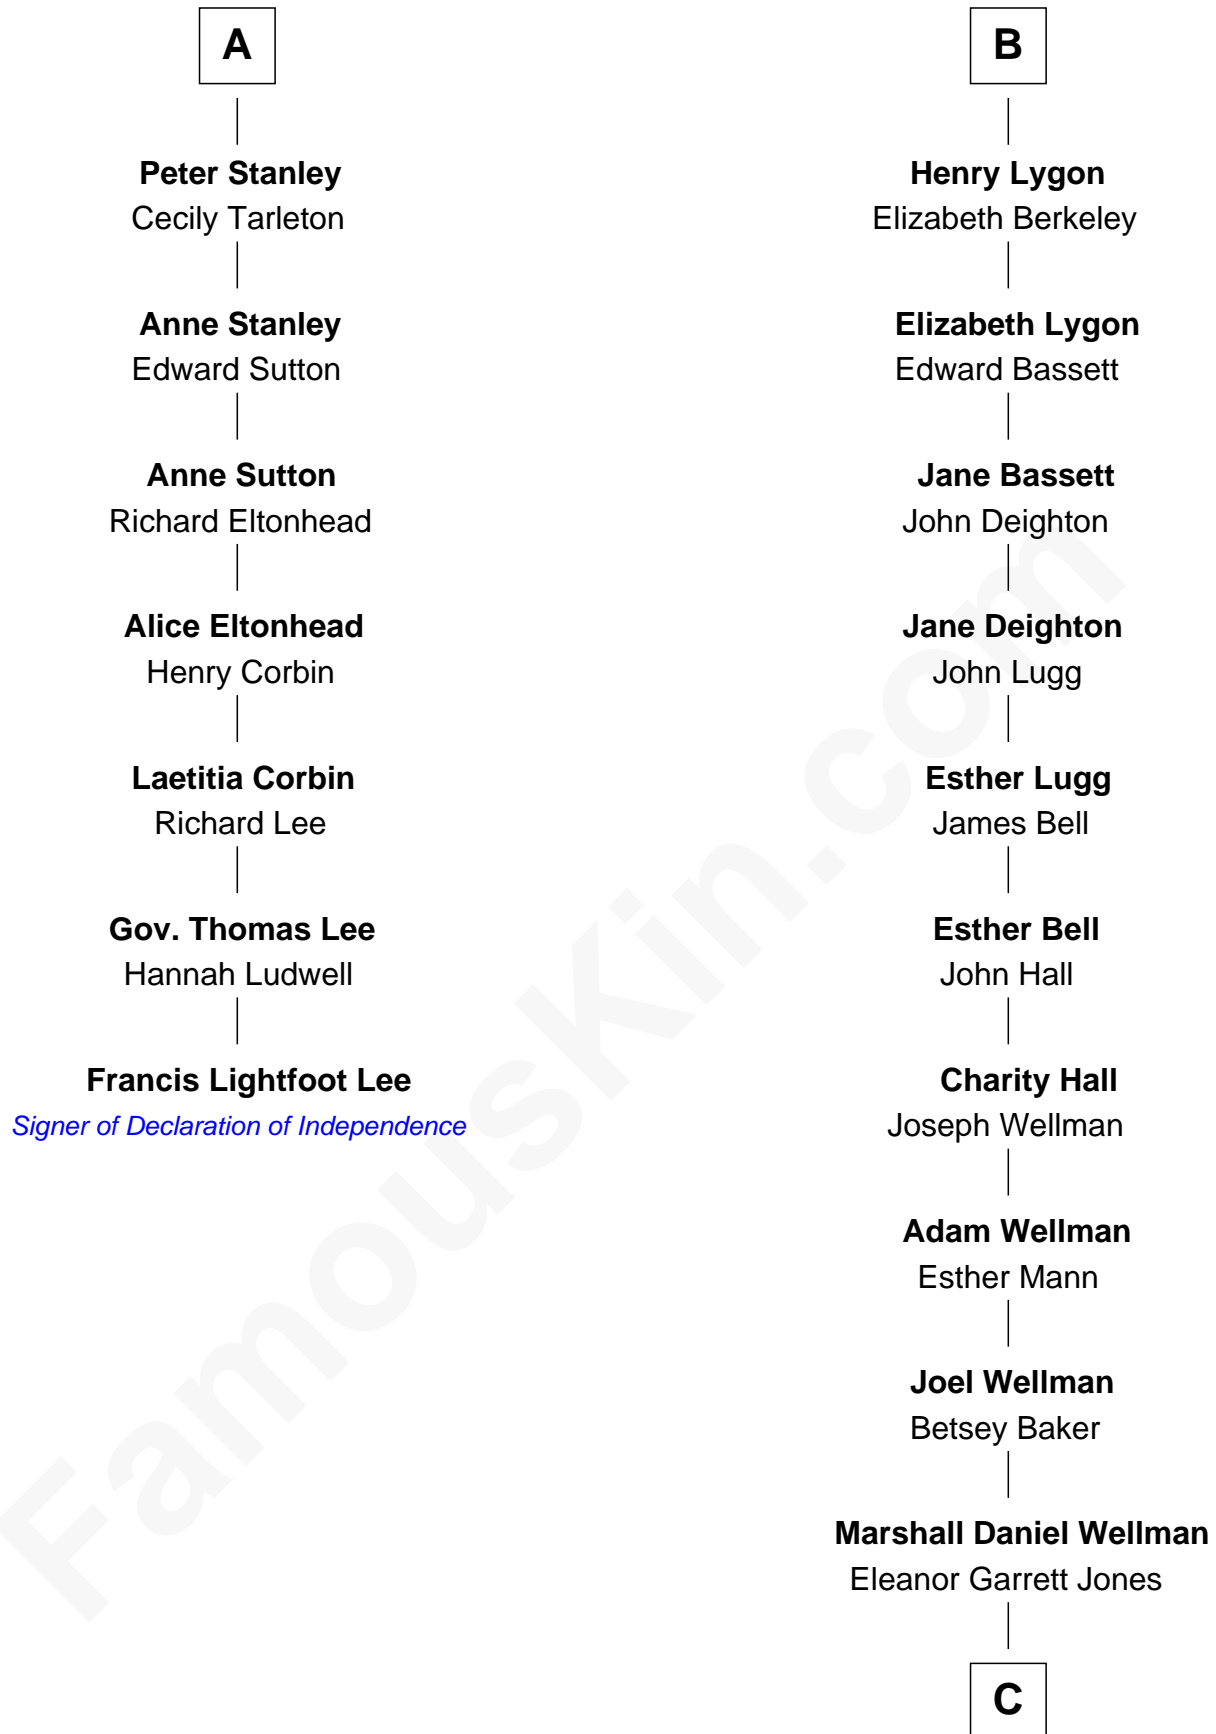 A
Peter Stanley
Cecily Tarleton
Anne Stanley
Edward Sutton
Anne Sutton
Richard Eltonhead
Alice Eltonhead
Henry Corbin
Laetitia Corbin
Richard Lee
Gov. Thomas Lee
Hannah Ludwell
Francis Lightfoot Lee
Signer of Declaration of Independence
B
Henry Lygon
Elizabeth Berkeley
Elizabeth Lygon
Edward Bassett
Jane Bassett
John Deighton
Jane Deighton
John Lugg
Esther Lugg
James Bell
Esther Bell
John Hall
Charity Hall
Joseph Wellman
Adam Wellman
Esther Mann
Joel Wellman
Betsey Baker
Marshall Daniel Wellman
Eleanor Garrett Jones
C
FamousKin.com